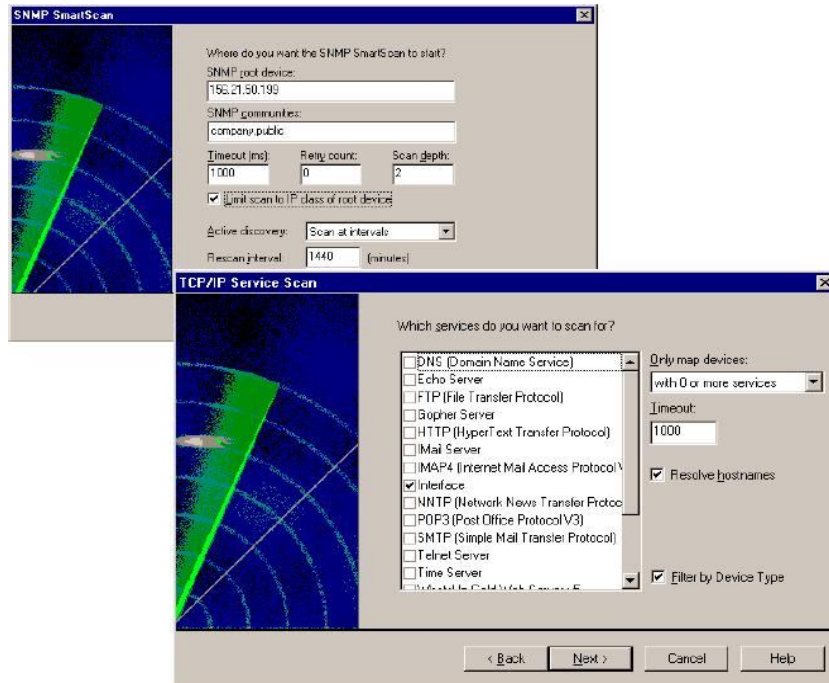 SNMP SmartScan
Where do you want the SNMP SmartScan to start?
SNMP root device:
156.21.50.199
SNMP communities:
company,public
Timeout (ms): Retry count: Scan depth:
1000 0 2
Limit scan to IP class of root device
Active discovery: Scan at intervals
Rescan interval: 1440 (minutes)
TCP/IP Service Scan
Which services do you want to scan for?
DNS (Domain Name Service)
Echo Server
FTP (File Transfer Protocol)
Gopher Server
HTTP (HyperText Transfer Protocol)
IMail Server
IMAP4 (Internet Mail Access Protocol V
Interface
NNTP (Network News Transfer Protoc
POP3 (Post Office Protocol V3)
SMTP (Simple Mail Transfer Protocol)
Telnet Server
Time Server
Only map devices:
with 0 or more services
Timeout:
1000
Resolve hostnames
Filter by Device Type
< Back Next > Cancel Help